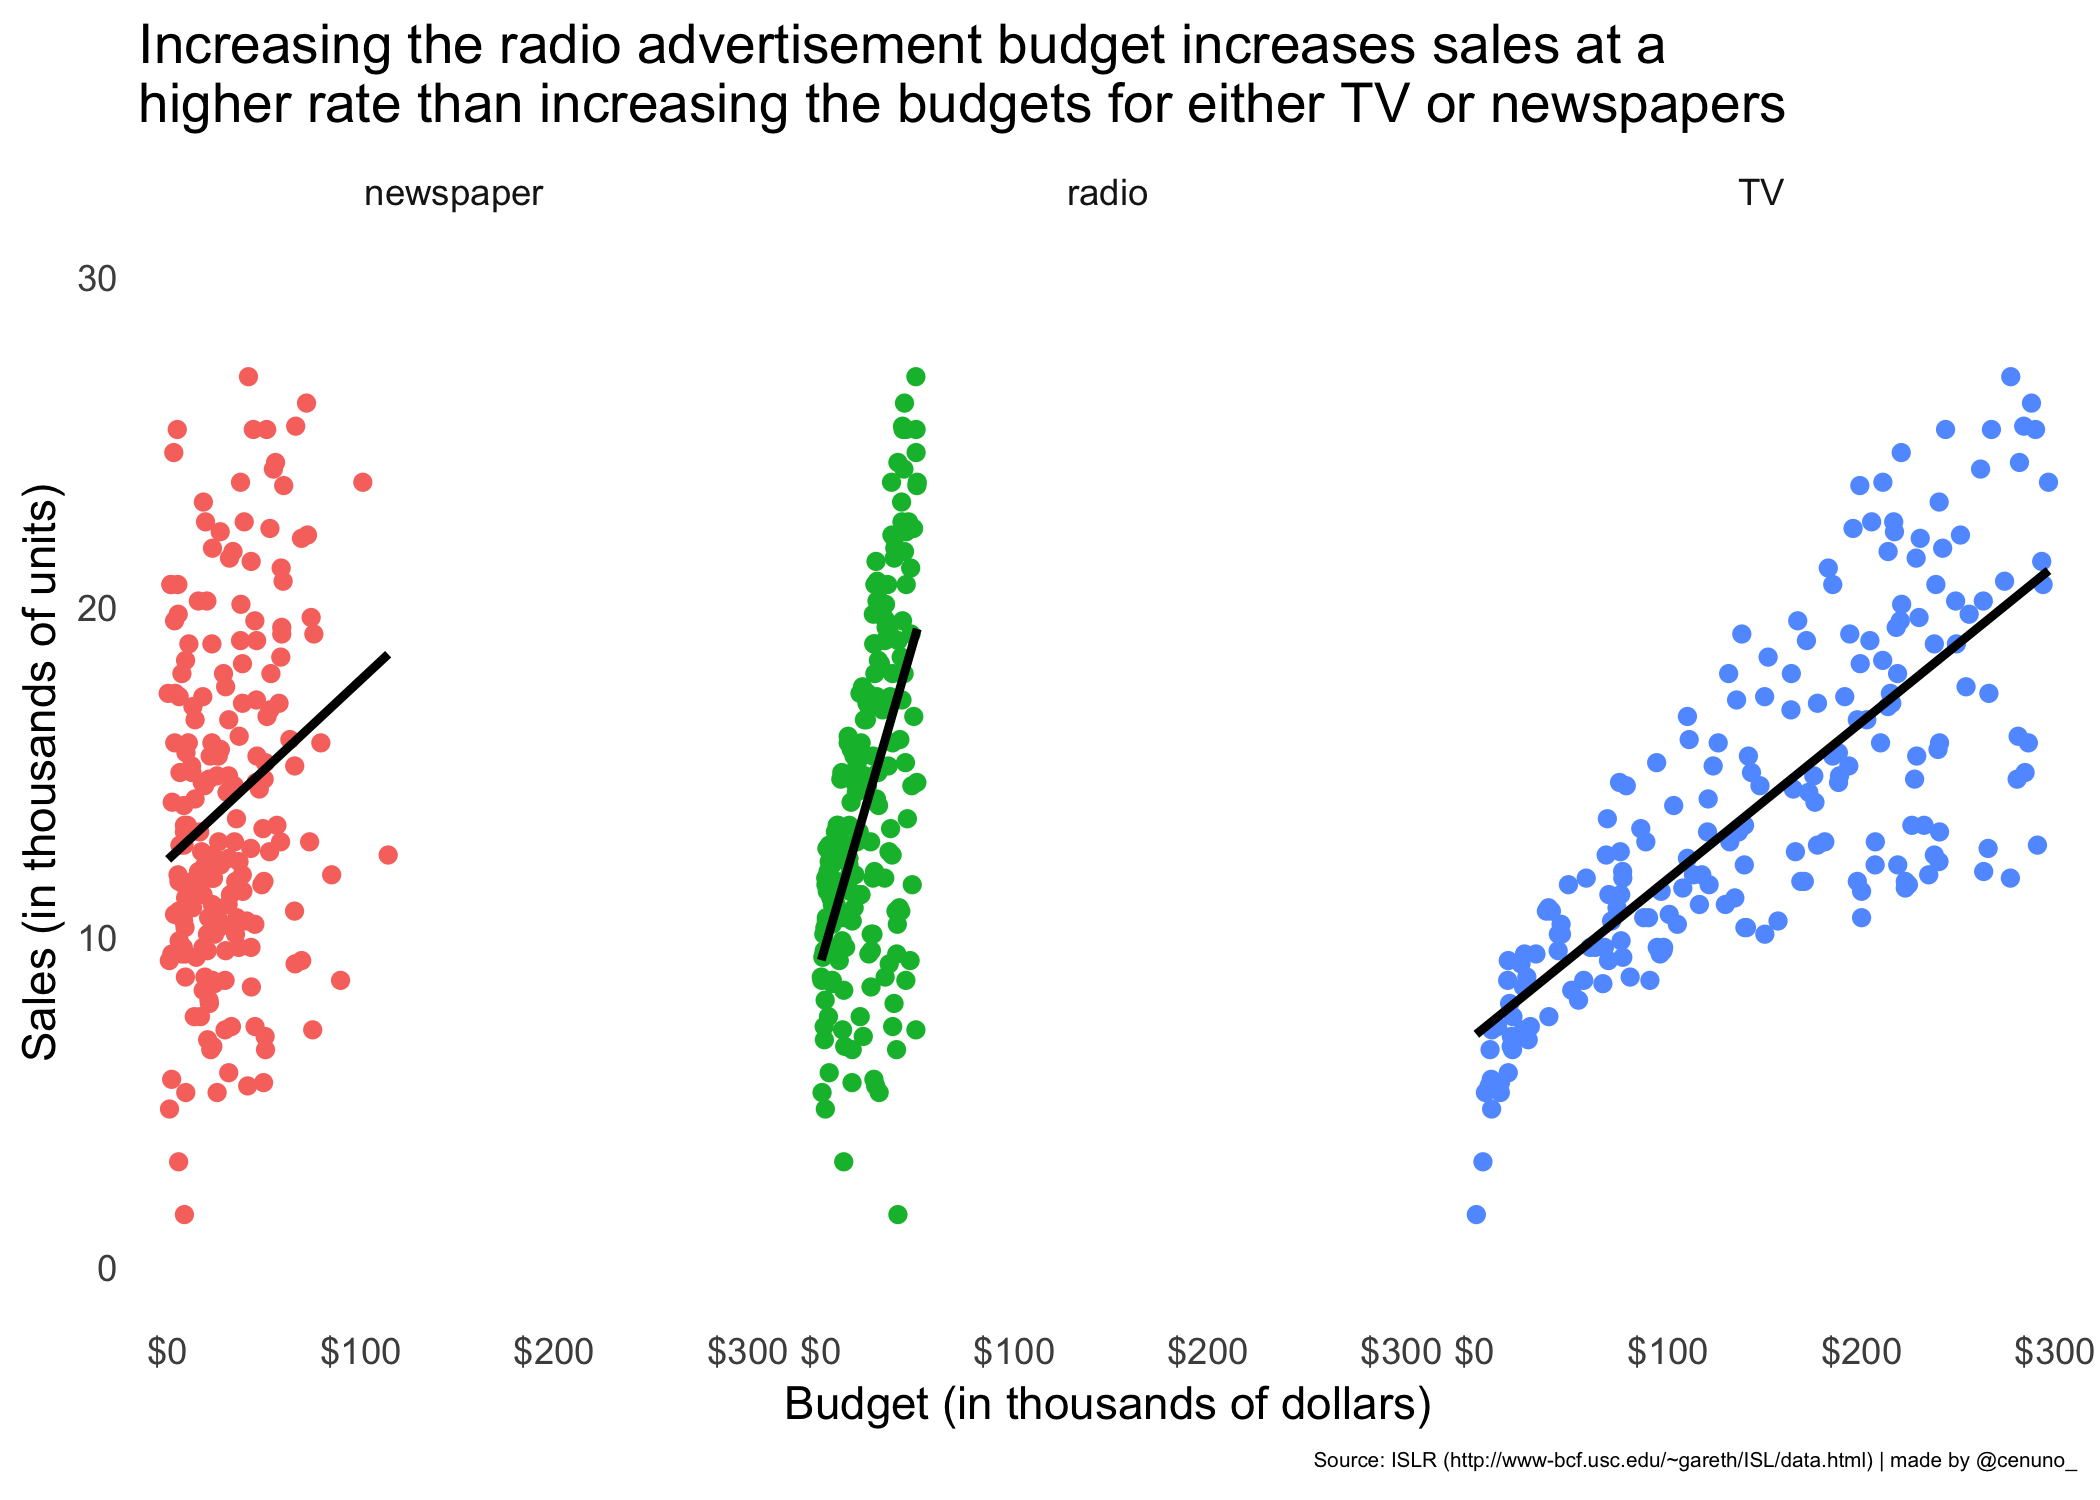 Increasing the radio advertisement budget increases sales at a
higher rate than increasing the budgets for either TV or newspapers
newspaper
radio
TV
30
20
10
0
Sales (in thousands of units)
$0 $100 $200 $300 $0 $100 $200 $300 $0 $100 $200 $300
Budget (in thousands of dollars)
Source: ISLR (http://www-bcf.usc.edu/~gareth/ISL/data.html) | made by @cenuno_